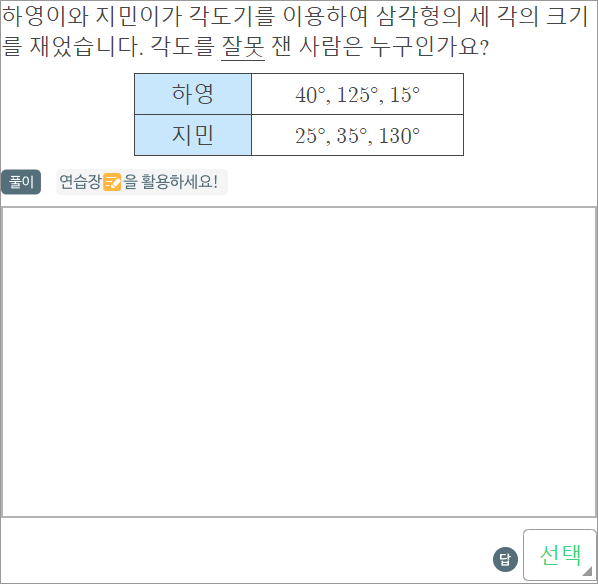 하영이와 지민이가 각도기를 이용하여 삼각형의 세 각의 크기
를 재었습니다. 각도를 잘못 잰 사람은 누구인가요?
하영 40°, 125°, 15°
지민 25°, 35°, 130°
풀이 연습장을 활용하세요!
답 선택